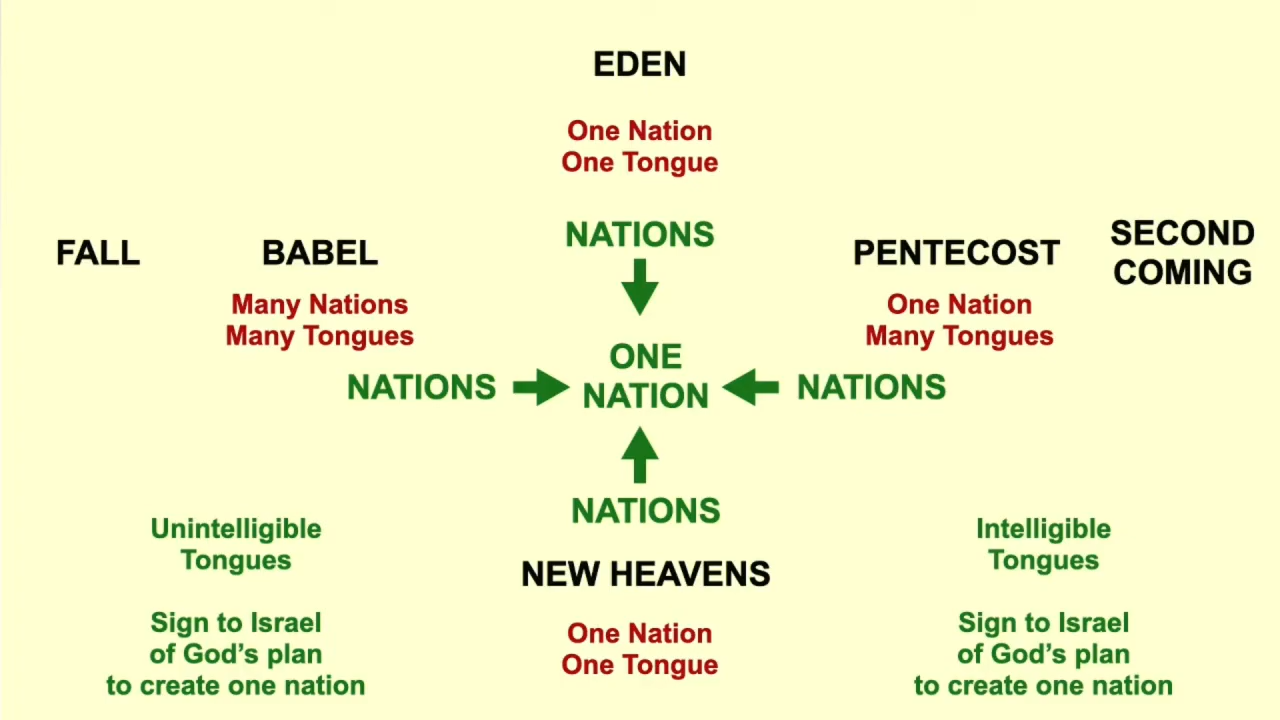 EDEN
One Nation
One Tongue
NATIONS
FALL
BABEL
Many Nations
Many Tongues
PENTECOST
One Nation
Many Tongues
SECOND
COMING
NATIONS
ONE
NATION
NATIONS
NATIONS
NEW HEAVENS
One Nation
One Tongue
Unintelligible
Tongues
Sign to Israel
of God’s plan
to create one nation
Intelligible
Tongues
Sign to Israel
of God’s plan
to create one nation